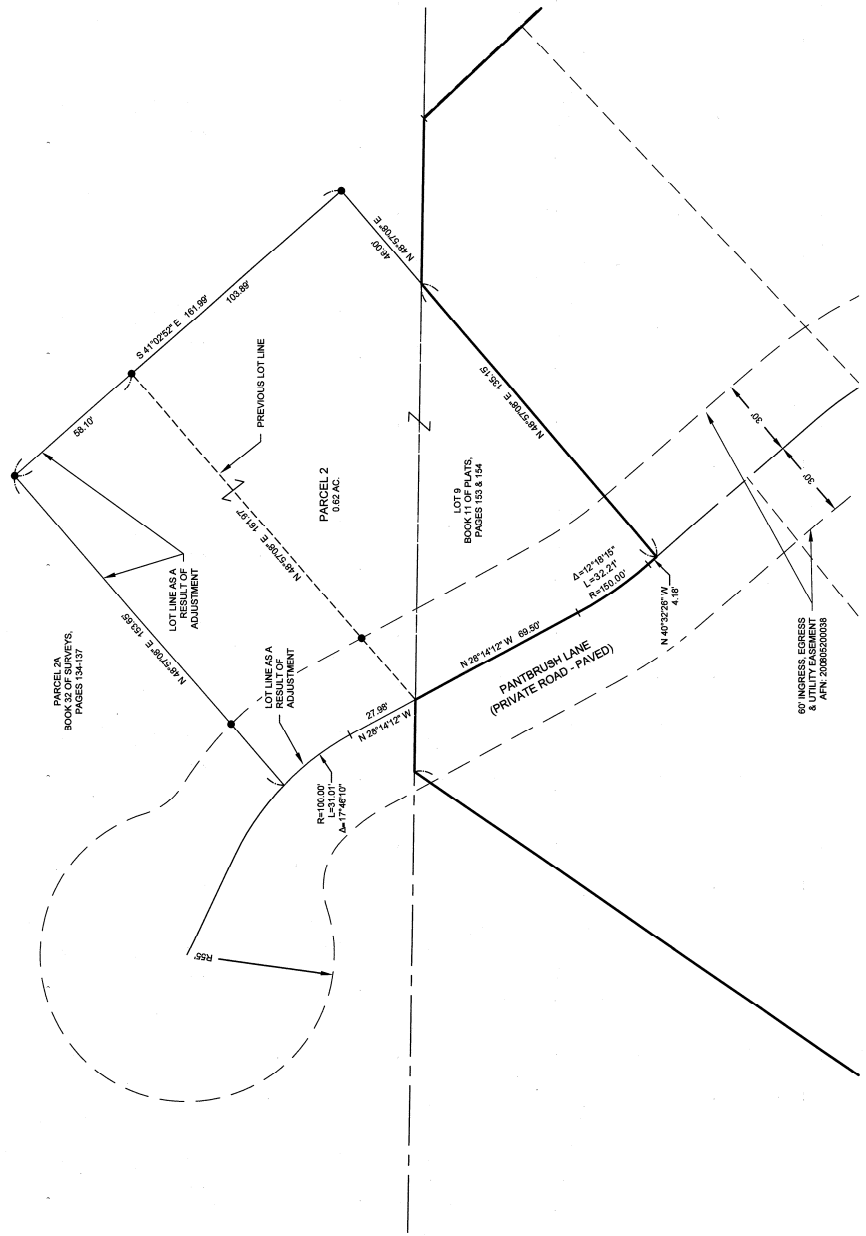 S 41°02'52" E 161.99'
103.89'
58.10'
N 48°57'08" E
46.00'
PREVIOUS LOT LINE
PARCEL 2
0.62 AC.
N 48°57'08" E 181.97'
LOT LINE AS A
RESULT OF
ADJUSTMENT
PARCEL 2A
BOOK 32 OF SURVEYS,
PAGES 134-137
N 48°57'08" E 153.65'
LOT LINE AS A
RESULT OF
ADJUSTMENT
27.98'
N 28°14'12" W
R=100.00'
L=31.01'
Δ=17°46'10"
R55'
N 48°57'08" E 135.15'
LOT 9
BOOK 11 OF PLATS,
PAGES 153 & 154
Δ=12°18'15"
L=32.21'
R=150.00'
N 40°32'26" W
4.18'
N 28°14'12" W 69.50'
PANTBRUSH LANE
(PRIVATE ROAD - PAVED)
30'
30'
60' INGRESS, EGRESS
& UTILITY EASEMENT
AFN: 200805200038